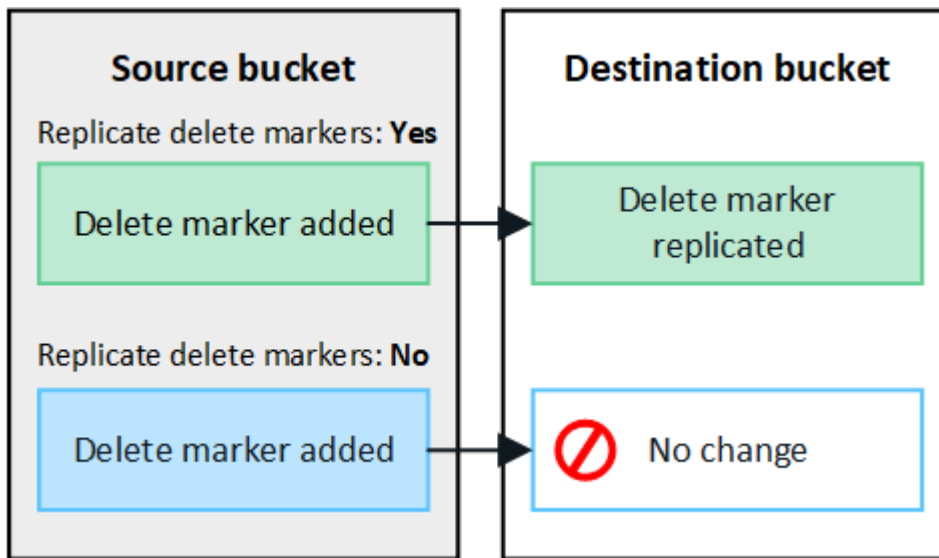 Source bucket
Replicate delete markers: Yes
Delete marker added
Replicate delete markers: No
Delete marker added
Destination bucket
Delete marker
replicated
No change